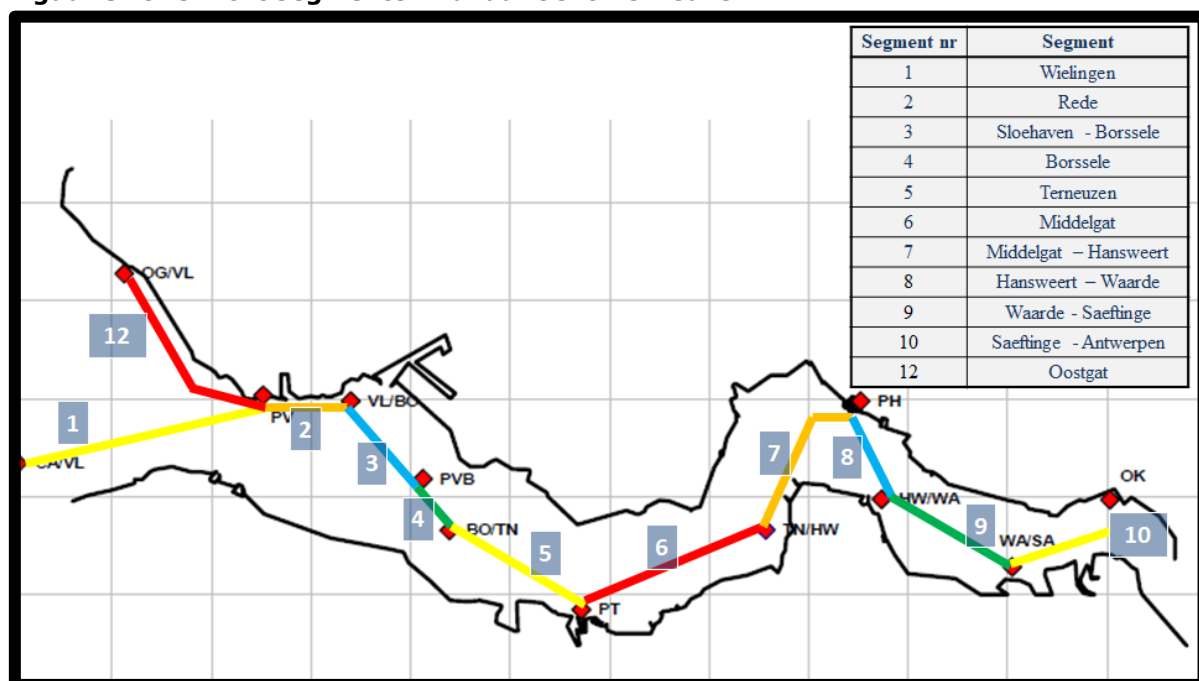 Segment nr Segment
1 Wielingen
2 Rede
3 Sloehaven - Borssele
4 Borssele
5 Terneuzen
6 Middelgat
7 Middelgat – Hansweert
8 Hansweert – Waarde
9 Waarde - Saeftinge
10 Saeftinge - Antwerpen
12 Oostgat
OG/VL
12
VL/BO
PH
1
2
3
7
8
PVB
OK
HW/WA
4
BO/TN
TN/HW
9
WA/SA
10
5
6
PT